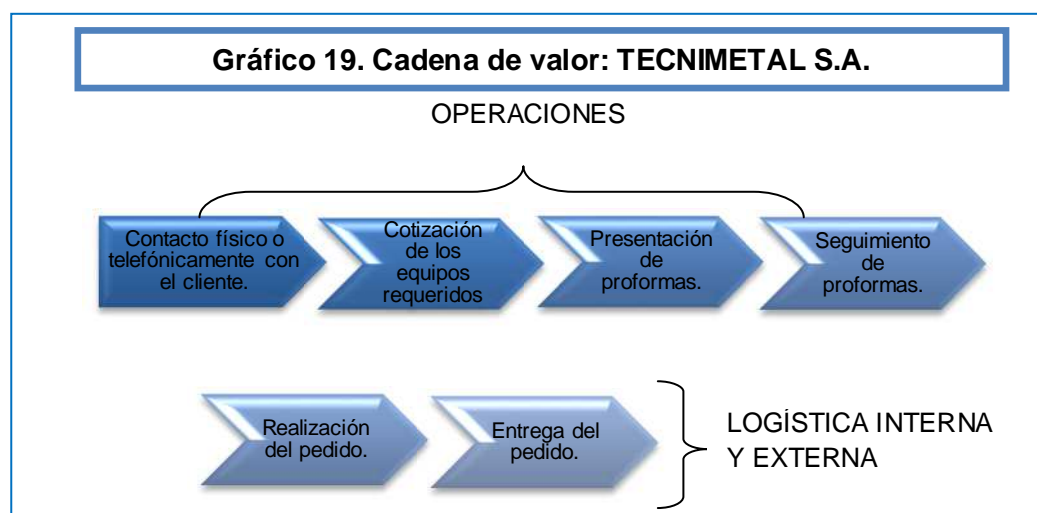 Gráfico 19. Cadena de valor: TECNIMETAL S.A.
OPERACIONES
Contacto físico o
telefónicamente con
el cliente.
Cotización
de los
equipos
requeridos
Presentación
de
proformas.
Seguimiento
de
proformas.
Realización
del pedido.
Entrega del
pedido.
LOGÍSTICA INTERNA
Y EXTERNA